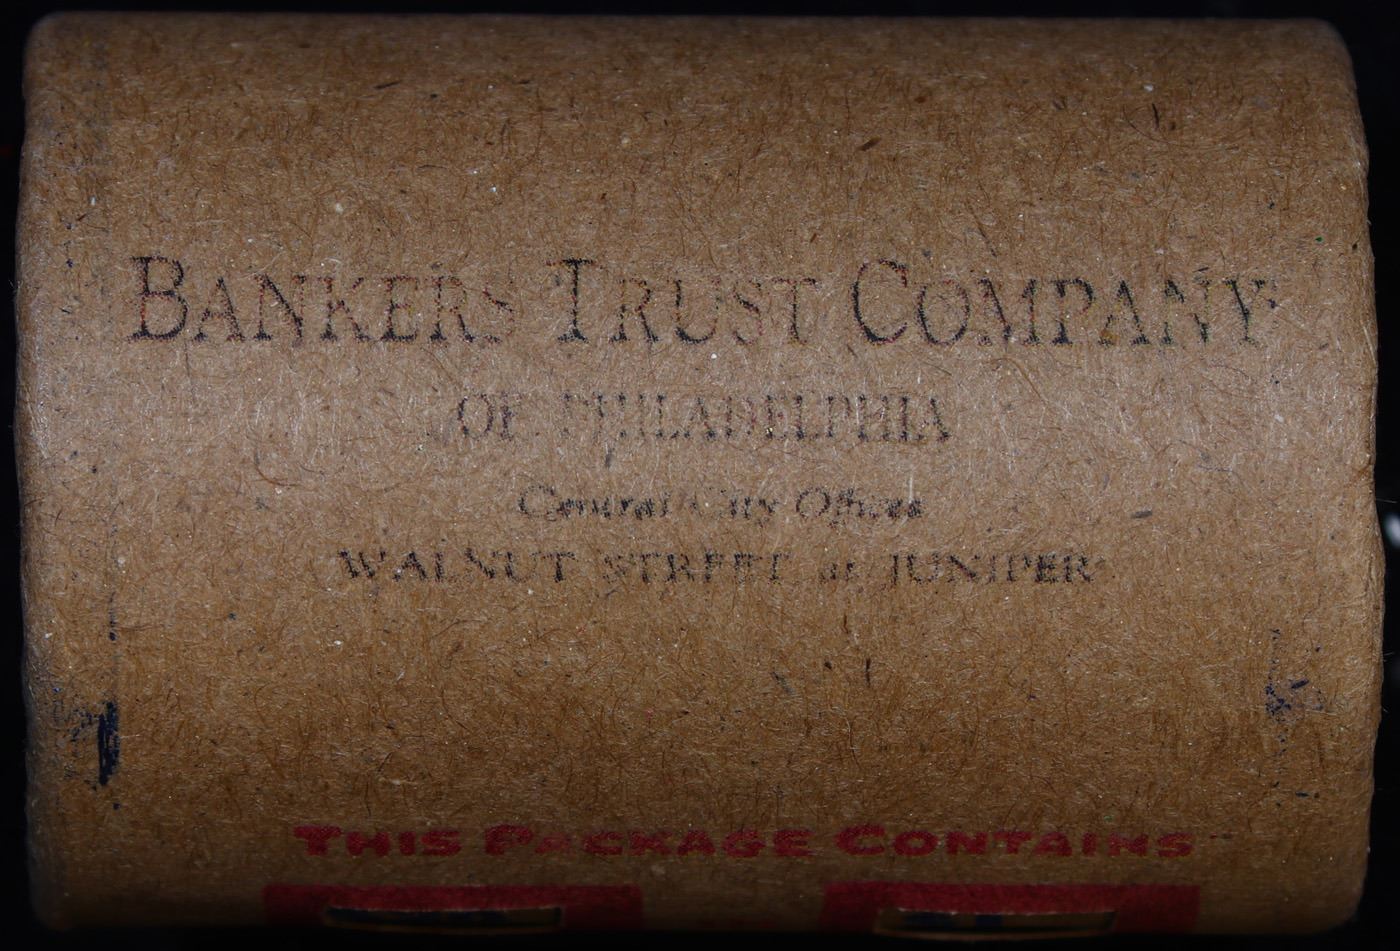 BANKERS TRUST COMPANY
OF PHILADELPHIA
Central City Offices
WALNUT STREET at JUNIPER
THIS PACKAGE CONTAINS